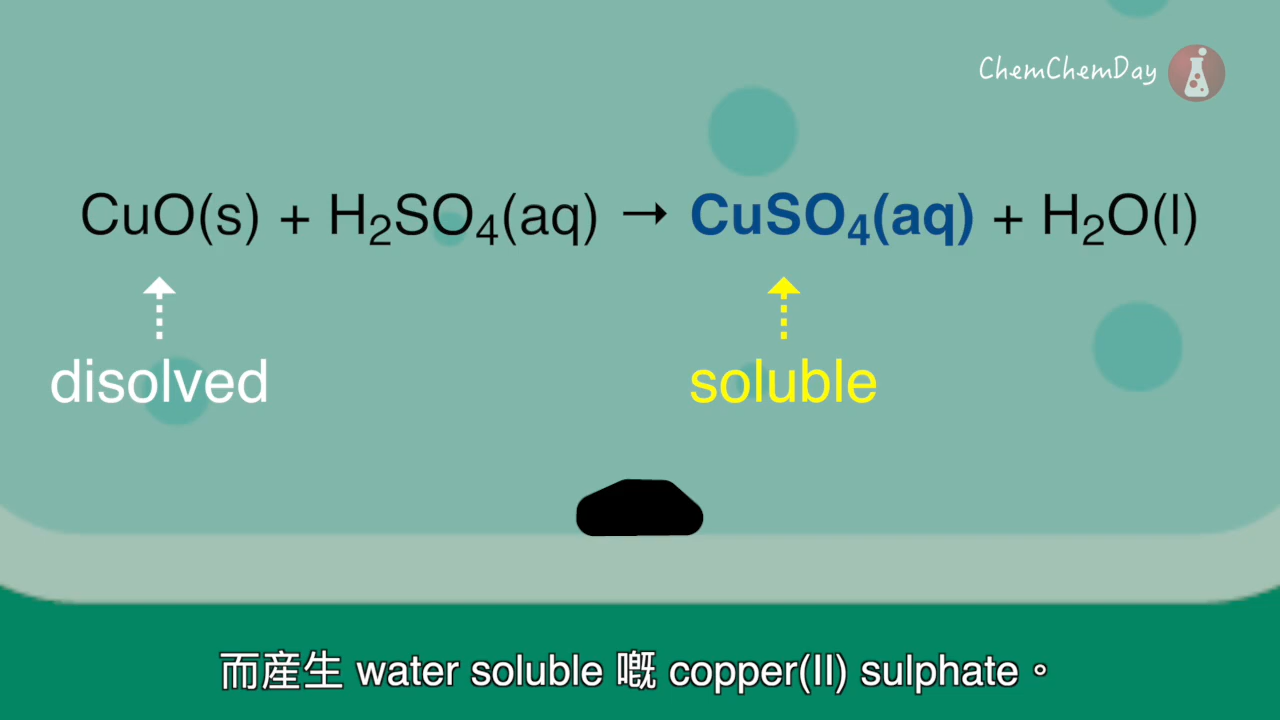 ChemChemDay
CuO(s) + H₂SO₄(aq) → CuSO₄(aq) + H₂O(l)
disolved
soluble
而產生 water soluble 嘅 copper(II) sulphate。